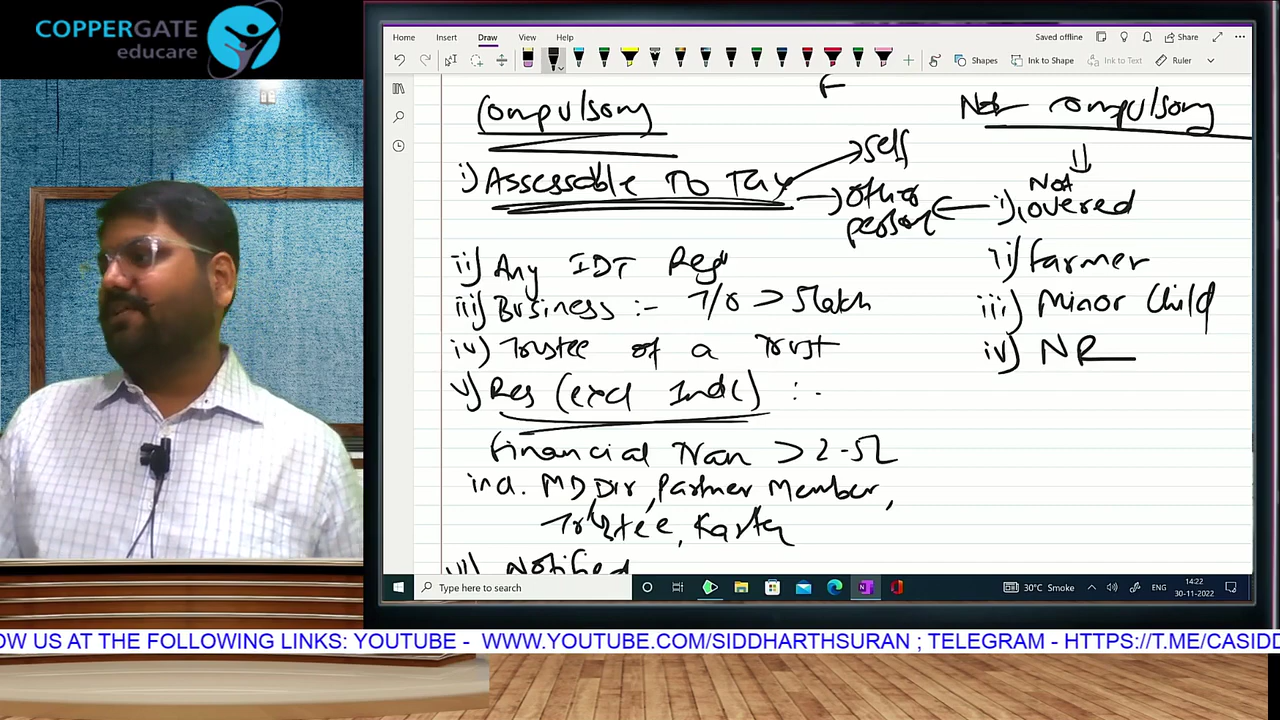 COPPERGATE
educare
Home Insert Draw View Help
Saved offline
Share
Shapes
Ink to Shape
Ink to Text
Ruler
Compulsory
Not compulsory
i) Assessable To Tax
self
other
person
Not
i) Covered
ii) Any IDT Regn
ii) Farmer
iii) Business :- T/O > 5lakh
iii) Minor Child
iv) Trustee of a Trust
iv) NR
v) Res (excl Indl) :-
Financial Tran > 2.5L
incl. MD Dir, Partner Member,
Trustee, Karta
vi) Notified
Type here to search
30°C Smoke
ENG
14:22
30-11-2022
OW US AT THE FOLLOWING LINKS: YOUTUBE - WWW.YOUTUBE.COM/SIDDHARTHSURAN ; TELEGRAM - HTTPS://T.ME/CASIDD